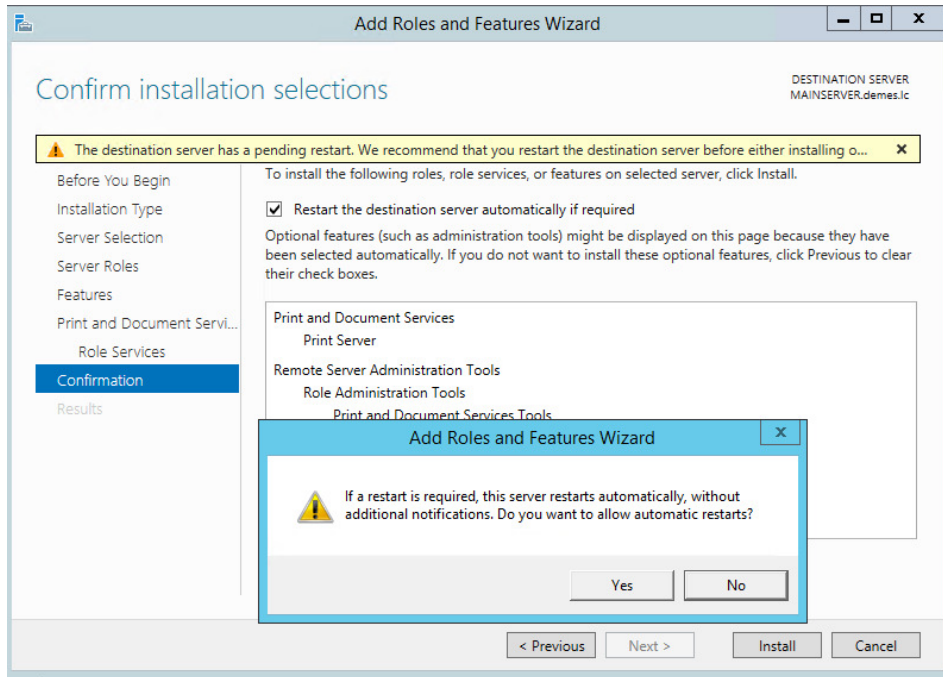 Add Roles and Features Wizard
Confirm installation selections
DESTINATION SERVER
MAINSERVER.demes.lc
The destination server has a pending restart. We recommend that you restart the destination server before either installing o...
Before You Begin
Installation Type
Server Selection
Server Roles
Features
Print and Document Servi...
Role Services
Confirmation
Results
To install the following roles, role services, or features on selected server, click Install.
Restart the destination server automatically if required
Optional features (such as administration tools) might be displayed on this page because they have
been selected automatically. If you do not want to install these optional features, click Previous to clear
their check boxes.
Print and Document Services
Print Server
Remote Server Administration Tools
Role Administration Tools
Print and Document Services Tools
Add Roles and Features Wizard
If a restart is required, this server restarts automatically, without
additional notifications. Do you want to allow automatic restarts?
Yes
No
< Previous
Next >
Install
Cancel